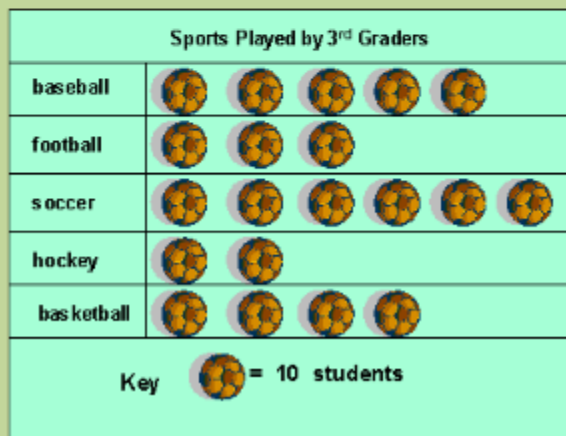 Sports Played by 3rd Graders
baseball
football
soccer
hockey
basketball
Key = 10 students